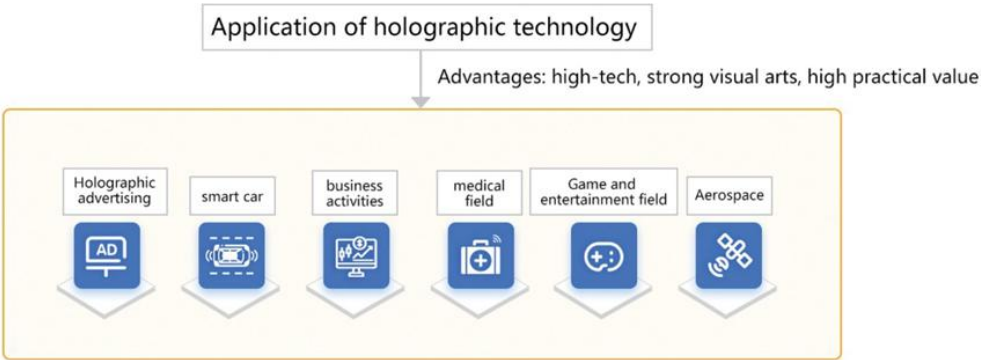 Application of holographic technology
Advantages: high-tech, strong visual arts, high practical value
Holographic
advertising
smart car
business
activities
medical
field
Game and
entertainment field
Aerospace
AD